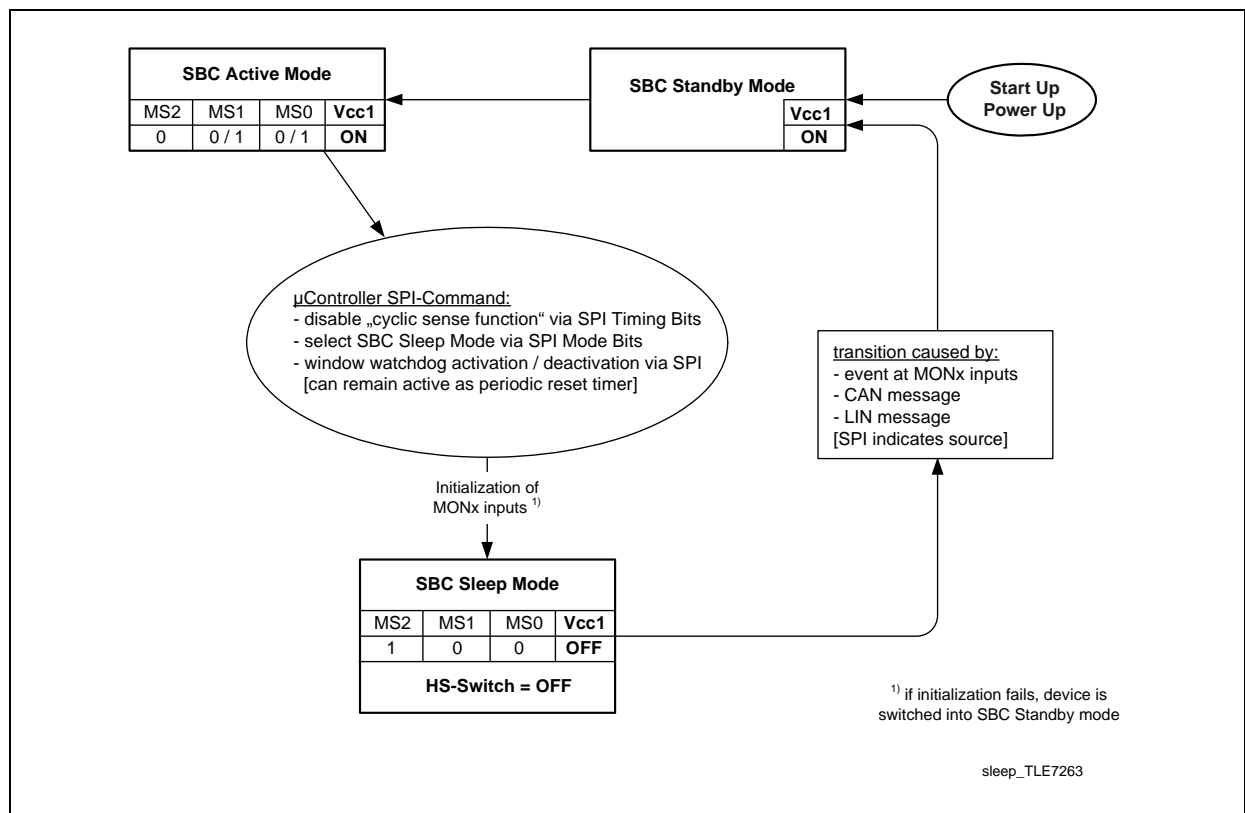 SBC Active Mode
MS2 MS1 MS0 Vcc1
0 0 / 1 0 / 1 ON
SBC Standby Mode
Vcc1
ON
Start Up
Power Up
µController SPI-Command:
- disable „cyclic sense function“ via SPI Timing Bits
- select SBC Sleep Mode via SPI Mode Bits
- window watchdog activation / deactivation via SPI
[can remain active as periodic reset timer]
transition caused by:
- event at MONx inputs
- CAN message
- LIN message
[SPI indicates source]
Initialization of
MONx inputs 1)
SBC Sleep Mode
MS2 MS1 MS0 Vcc1
1 0 0 OFF
HS-Switch = OFF
1) if initialization fails, device is
switched into SBC Standby mode
sleep_TLE7263